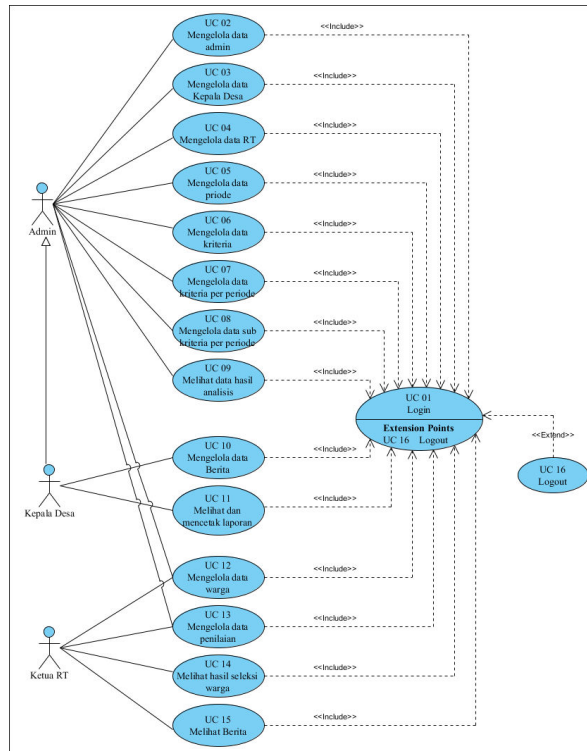 UC 02
Mengelola data
admin
<<Include>>
UC 03
Mengelola data
Kepala Desa
<<Include>>
UC 04
Mengelola data RT
<<Include>>
UC 05
Mengelola data
priode
<<Include>>
Admin
UC 06
Mengelola data
kriteria
<<Include>>
UC 07
Mengelola data
kriteria per periode
<<Include>>
UC 08
Mengelola data sub
kriteria per periode
<<Include>>
UC 09
Melihat data hasil
analisis
<<Include>>
UC 01
Login
Extension Points
UC 16 Logout
<<Extend>>
UC 16
Logout
UC 10
Mengelola data
Berita
<<Include>>
Kepala Desa
UC 11
Melihat dan
mencetak laporan
<<Include>>
UC 12
Mengelola data
warga
<<Include>>
UC 13
Mengelola data
penilaian
<<Include>>
Ketua RT
UC 14
Melihat hasil seleksi
warga
<<Include>>
UC 15
Melihat Berita
<<Include>>